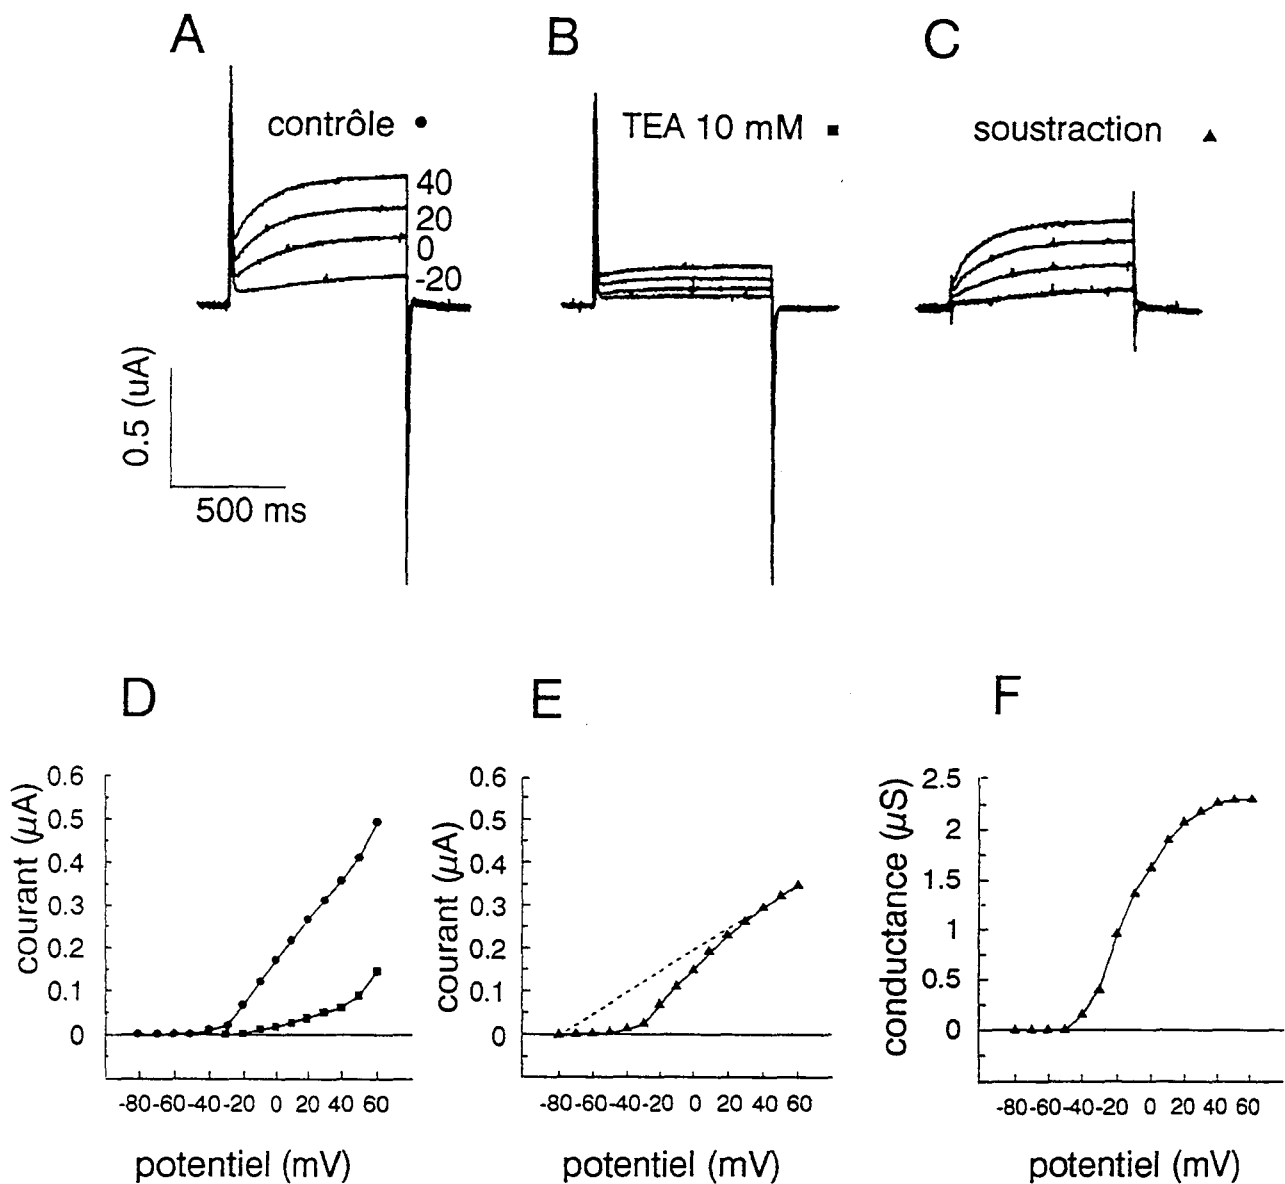 A
B
C
contrôle
TEA 10 mM
soustraction
40
20
0
-20
0.5 (uA)
500 ms
D
E
F
0.6
0.5
0.4
0.3
0.2
0.1
0
courant (μA)
-80-60-40-20 0 20 40 60
potentiel (mV)
0.6
0.5
0.4
0.3
0.2
0.1
0
courant (μA)
-80-60-40-20 0 20 40 60
potentiel (mV)
2.5
2
1.5
1
0.5
0
conductance (μS)
-80-60-40-20 0 20 40 60
potentiel (mV)